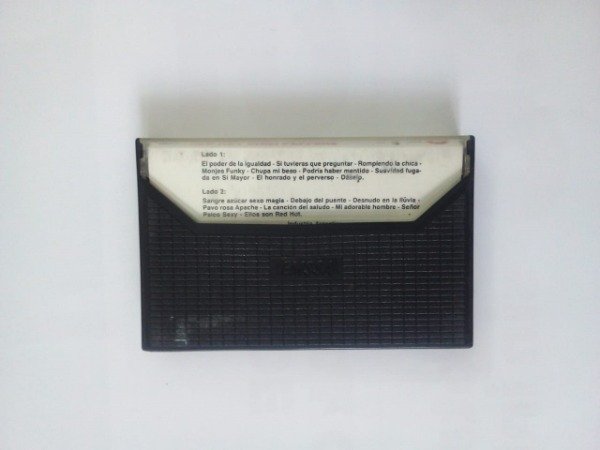 Lado 1:
El poder de la igualdad - Si tuvieras que preguntar - Rompiendo la chica -
Monjes Funky - Chupa mi beso - Podría haber mentido - Suavidad fuga-
da en Si Mayor - El honrado y el perverso - Obsejp.
Lado 2:
Sangre azúcar sexo magia - Debajo del puente - Desnudo en la lluvia -
Pavo rosa Apache - La canción del saludo - Mi adorable hombre - Señor
Palos Sexy - Ellos son Red Hot.